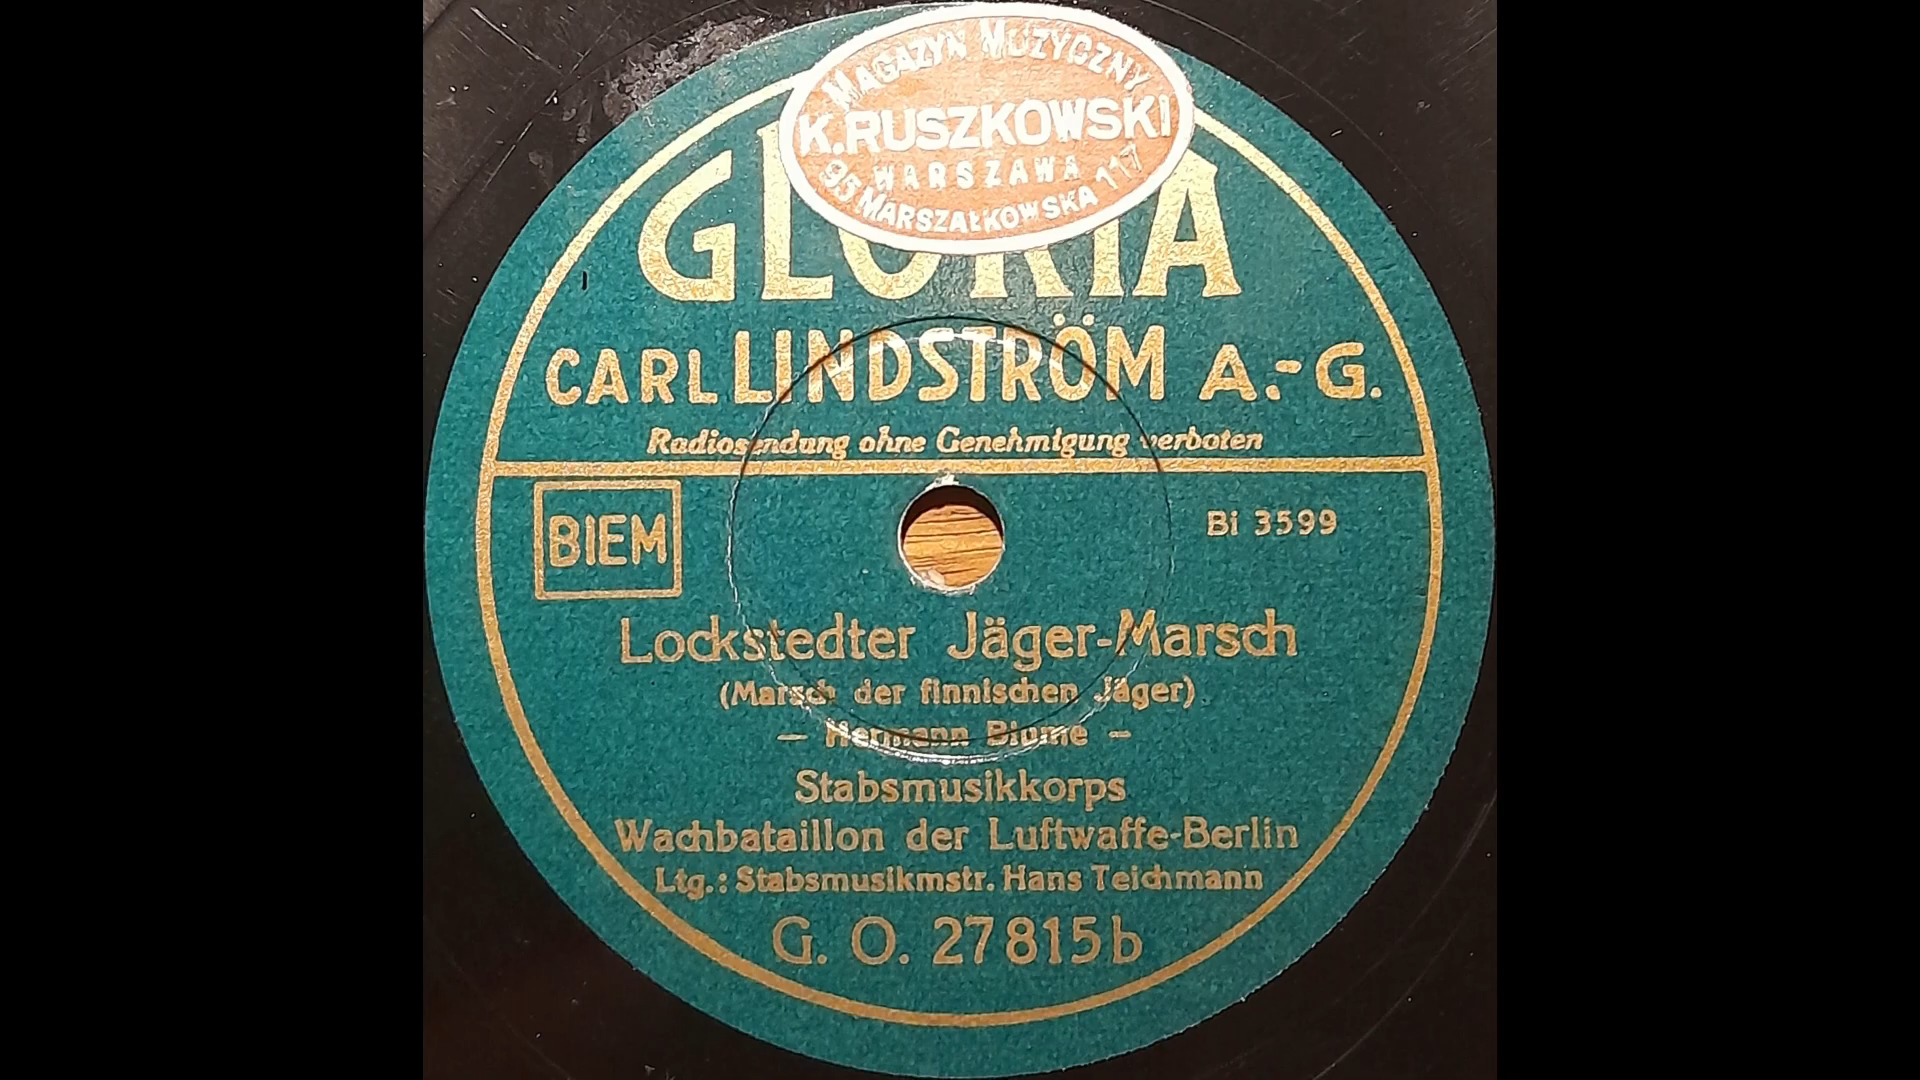 MAGAZYN MUZYCZNY
K.RUSZKOWSKI
WARSZAWA
95 MARSZAŁKOWSKA 117
GLORIA
CARL LINDSTRÖM A.-G.
Radiosendung ohne Genehmigung verboten
BIEM
Bi 3599
Lockstedter Jäger-Marsch
(Marsch der finnischen Jäger)
— Hermann Blume —
Stabsmusikkorps
Wachbataillon der Luftwaffe-Berlin
Ltg.: Stabsmusikmstr. Hans Teichmann
G. O. 27815b